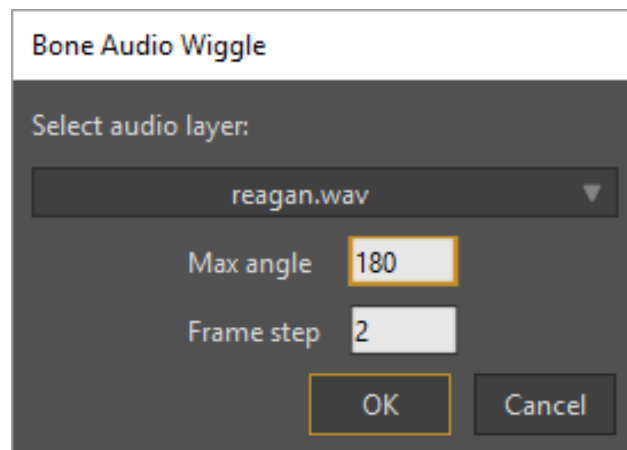 Bone Audio Wiggle
Select audio layer:
reagan.wav
Max angle 180
Frame step 2
OK Cancel